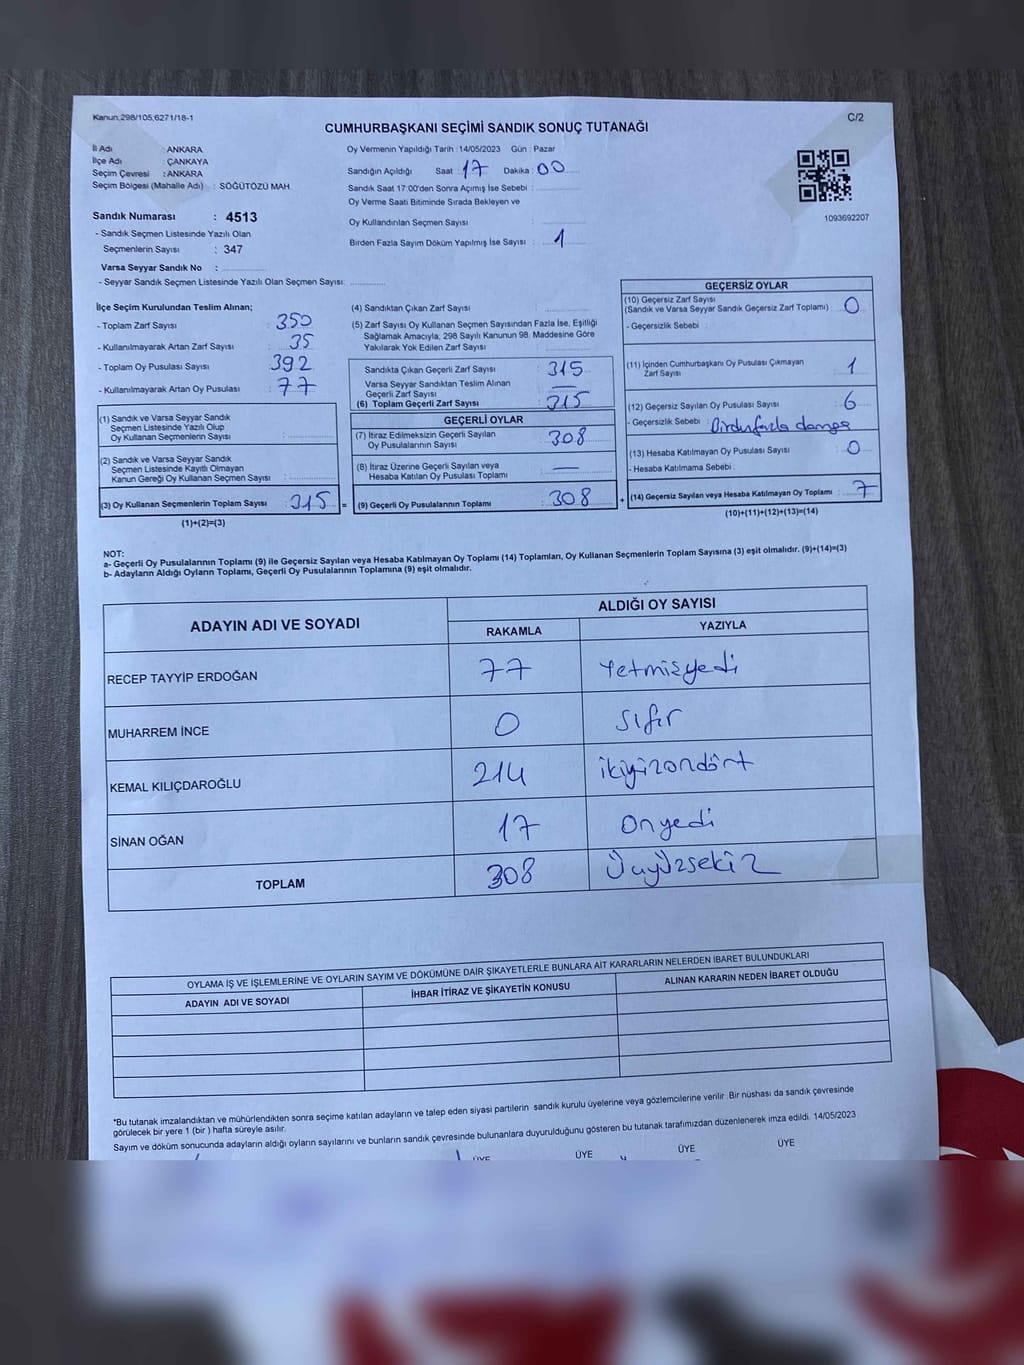 Kanun,298/105,6271/18-1
C/2
CUMHURBAŞKANI SEÇİMİ SANDIK SONUÇ TUTANAĞI
İl Adı : ANKARA
İlçe Adı : ÇANKAYA
Seçim Çevresi : ANKARA
Seçim Bölgesi (Mahalle Adı) : SÖĞÜTÖZÜ MAH.
Sandık Numarası : 4513
- Sandık Seçmen Listesinde Yazılı Olan
Seçmenlerin Sayısı : 347
Varsa Seyyar Sandık No :
- Seyyar Sandık Seçmen Listesinde Yazılı Olan Seçmen Sayısı:
Oy Vermenin Yapıldığı Tarih : 14/05/2023 Gün : Pazar
Sandığın Açıldığı Saat : 17 Dakika : 00
Sandık Saat 17:00'den Sonra Açımış İse Sebebi :
Oy Verme Saati Bitiminde Sırada Bekleyen ve
Oy Kullandırılan Seçmen Sayısı :
Birden Fazla Sayım Döküm Yapılmış İse Sayısı : 1
1093692207
İlçe Seçim Kurulundan Teslim Alınan;
- Toplam Zarf Sayısı : 350
- Kullanılmayarak Artan Zarf Sayısı : 35
- Toplam Oy Pusulası Sayısı : 392
- Kullanılmayarak Artan Oy Pusulası : 77
(1) Sandık ve Varsa Seyyar Sandık
Seçmen Listesinde Yazılı Olup
Oy Kullanan Seçmenlerin Sayısı :
(2) Sandık ve Varsa Seyyar Sandık
Seçmen Listesinde Kayıtlı Olmayan
Kanun Gereği Oy Kullanan Seçmen Sayısı :
(3) Oy Kullanan Seçmenlerin Toplam Sayısı : 315 =
(1)+(2)=(3)
(4) Sandıktan Çıkan Zarf Sayısı :
(5) Zarf Sayısı Oy Kullanan Seçmen Sayısından Fazla İse, Eşitliği
Sağlamak Amacıyla, 298 Sayılı Kanunun 98. Maddesine Göre
Yakılarak Yok Edilen Zarf Sayısı :
Sandıkta Çıkan Geçerli Zarf Sayısı : 315
Varsa Seyyar Sandıktan Teslim Alınan
Geçerli Zarf Sayısı : —
(6) Toplam Geçerli Zarf Sayısı : 315
GEÇERLİ OYLAR
(7) İtiraz Edilmeksizin Geçerli Sayılan
Oy Pusulalarının Sayısı : 308
(8) İtiraz Üzerine Geçerli Sayılan veya
Hesaba Katılan Oy Pusulası Toplamı : —
(9) Geçerli Oy Pusulalarının Toplamı : 308 +
GEÇERSİZ OYLAR
(10) Geçersiz Zarf Sayısı
(Sandık ve Varsa Seyyar Sandık Geçersiz Zarf Toplamı) : 0
- Geçersizlik Sebebi :
(11) İçinden Cumhurbaşkanı Oy Pusulası Çıkmayan
Zarf Sayısı : 1
(12) Geçersiz Sayılan Oy Pusulası Sayısı : 6
- Geçersizlik Sebebi : Birdenfazla damga
(13) Hesaba Katılmayan Oy Pusulası Sayısı : 0
- Hesaba Katılmama Sebebi :
(14) Geçersiz Sayılan veya Hesaba Katılmayan Oy Toplamı : 7
(10)+(11)+(12)+(13)=(14)
NOT:
a- Geçerli Oy Pusulalarının Toplamı (9) ile Geçersiz Sayılan veya Hesaba Katılmayan Oy Toplamı (14) Toplamları, Oy Kullanan Seçmenlerin Toplam Sayısına (3) eşit olmalıdır. (9)+(14)=(3)
b- Adayların Aldığı Oyların Toplamı, Geçerli Oy Pusulalarının Toplamına (9) eşit olmalıdır.
ADAYIN ADI VE SOYADI
ALDIĞI OY SAYISI
RAKAMLA YAZIYLA
RECEP TAYYİP ERDOĞAN 77 Yetmişyedi
MUHARREM İNCE 0 Sıfır
KEMAL KILIÇDAROĞLU 214 ikiyüzondört
SİNAN OĞAN 17 Onyedi
TOPLAM 308 Üçyüzsekiz
OYLAMA İŞ VE İŞLEMLERİNE VE OYLARIN SAYIM VE DÖKÜMÜNE DAİR ŞİKAYETLERLE BUNLARA AİT KARARLARIN NELERDEN İBARET BULUNDUKLARI
ADAYIN ADI VE SOYADI İHBAR İTİRAZ VE ŞİKAYETİN KONUSU ALINAN KARARIN NEDEN İBARET OLDUĞU
*Bu tutanak imzalandıktan ve mühürlendikten sonra seçime katılan adayların ve talep eden siyasi partilerin sandık kurulu üyelerine veya gözlemcilerine verilir. Bir nüshası da sandık çevresinde
görülecek bir yere 1 (bir ) hafta süreyle asılır.
Sayım ve döküm sonucunda adayların aldığı oyların sayılarını ve bunların sandık çevresinde bulunanlara duyurulduğunu gösteren bu tutanak tarafımızdan düzenlenerek imza edildi. 14/05/2023
ÜYE ÜYE ÜYE ÜYE